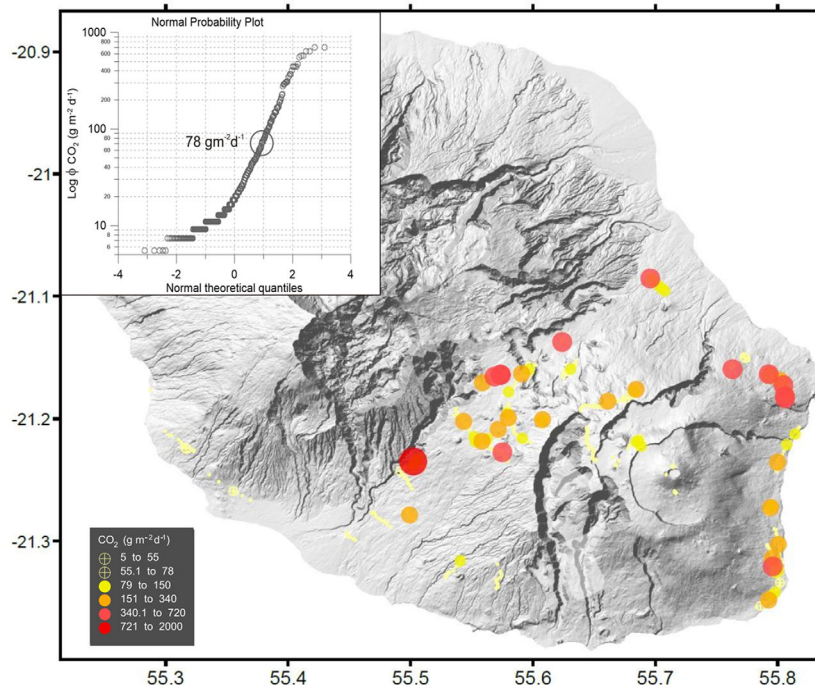 Normal Probability Plot
Log ϕ CO₂ (g m⁻² d⁻¹)
1000
800
600
400
200
100
80
60
40
20
10
8
6
4
78 gm⁻²d⁻¹
-4 -2 0 2 4
Normal theoretical quantiles
-20.9
-21
-21.1
-21.2
-21.3
-21.4
CO₂ (g m⁻² d⁻¹)
5 to 55
55.1 to 78
79 to 150
151 to 340
340.1 to 720
721 to 2000
55.3 55.4 55.5 55.6 55.7 55.8